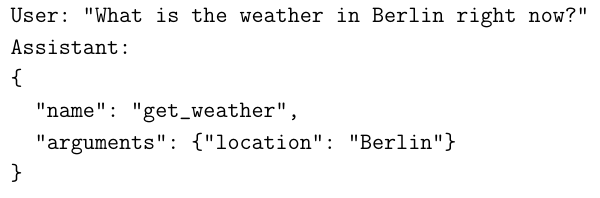 User: "What is the weather in Berlin right now?"
Assistant:
{
  "name": "get_weather",
  "arguments": {"location": "Berlin"}
}